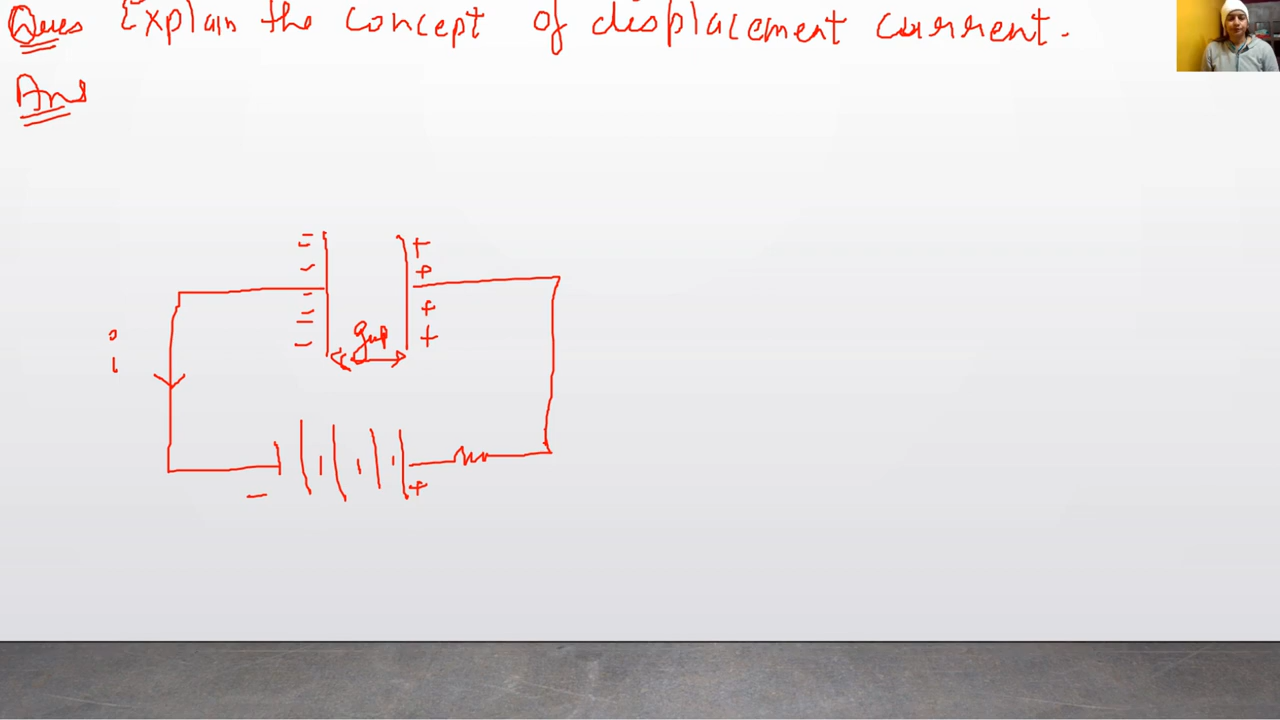 Ques Explain the concept of displacement current.
Ans
- +
- +
-
- +
-
- +
gap
i
- +